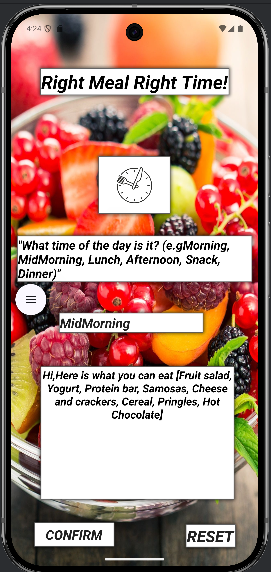 4:24
Right Meal Right Time!
"What time of the day is it? (e.gMorning,
MidMorning, Lunch, Afternoon, Snack,
Dinner)"
MidMorning
Hi,Here is what you can eat [Fruit salad,
Yogurt, Protein bar, Samosas, Cheese
and crackers, Cereal, Pringles, Hot
Chocolate]
CONFIRM
RESET